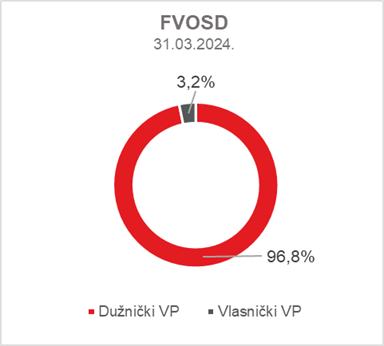 FVOSD
31.03.2024.
3,2%
96,8%
Dužnički VP
Vlasnički VP